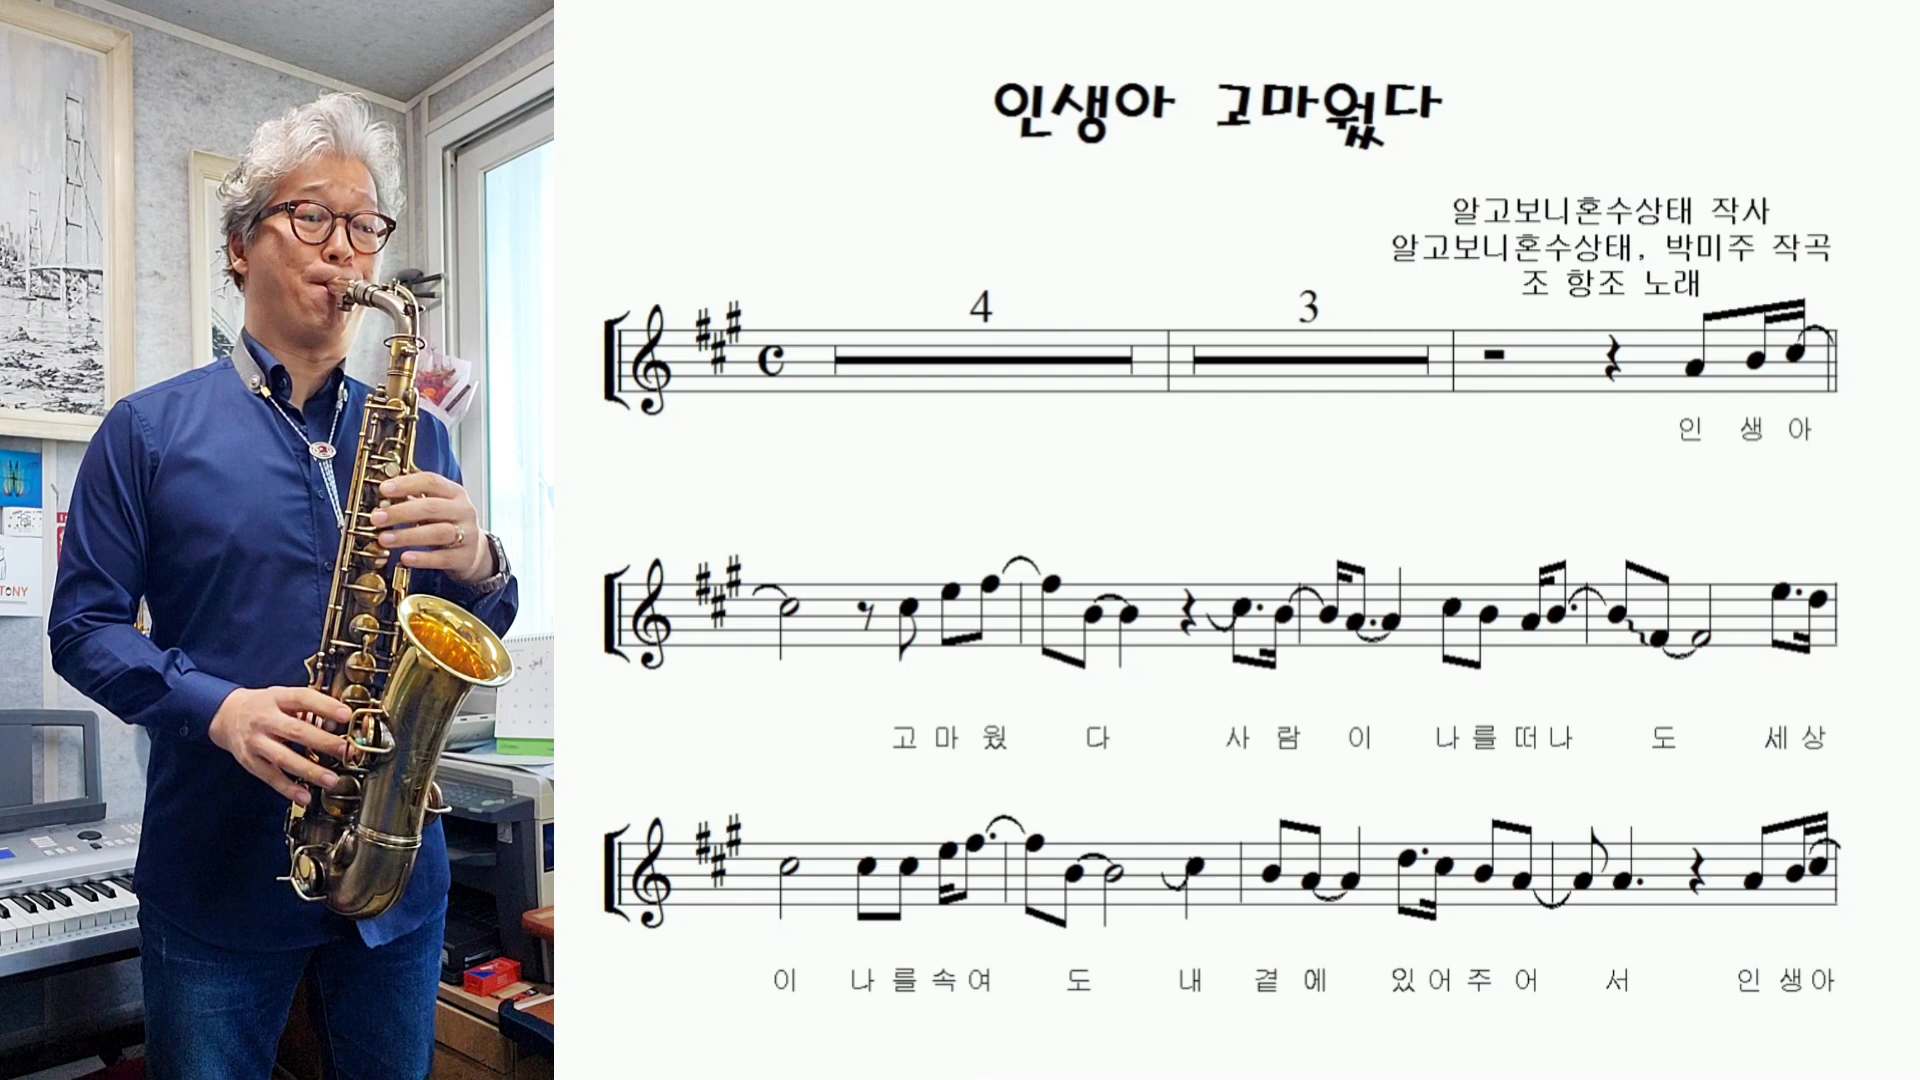 인생아 고마웠다
알고보니혼수상태 작사
알고보니혼수상태, 박미주 작곡
조 항조 노래
4 3
인 생 아
고 마 웠 다 사 람 이 나 를 떠 나 도 세 상
이 나 를 속 여 도 내 곁 에 있 어 주 어 서 인 생 아
TONY